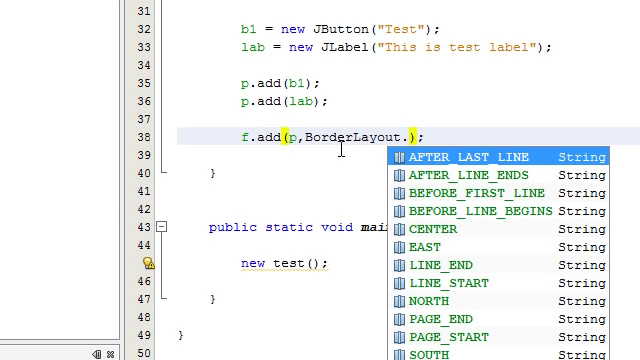 31
32 b1 = new JButton("Test");
33 lab = new JLabel("This is test label");
34
35 p.add(b1);
36 p.add(lab);
37
38 f.add(p,BorderLayout.);
39 AFTER_LAST_LINE String
40 } AFTER_LINE_ENDS String
41 BEFORE_FIRST_LINE String
42 BEFORE_LINE_BEGINS String
43 public static void mai CENTER String
44 EAST String
new test(); LINE_END String
46 LINE_START String
47 } NORTH String
48 PAGE_END String
49 } PAGE_START String
50 SOUTH String